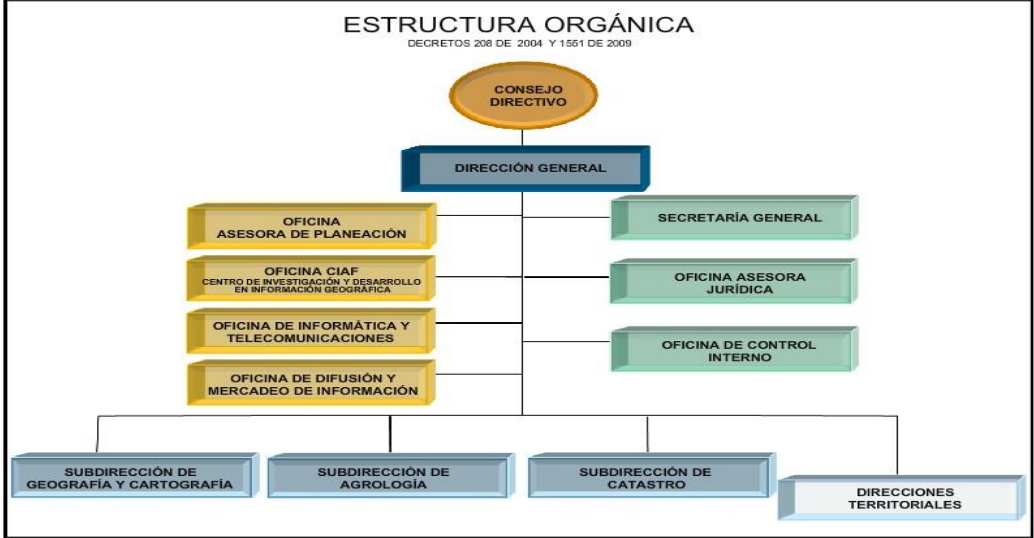 ESTRUCTURA ORGÁNICA
DECRETOS 208 DE 2004 Y 1551 DE 2009
CONSEJO
DIRECTIVO
DIRECCIÓN GENERAL
OFICINA
ASESORA DE PLANEACIÓN
SECRETARÍA GENERAL
OFICINA CIAF
CENTRO DE INVESTIGACIÓN Y DESARROLLO
EN INFORMACIÓN GEOGRÁFICA
OFICINA ASESORA
JURÍDICA
OFICINA DE INFORMÁTICA Y
TELECOMUNICACIONES
OFICINA DE CONTROL
INTERNO
OFICINA DE DIFUSIÓN Y
MERCADEO DE INFORMACIÓN
SUBDIRECCIÓN DE
GEOGRAFÍA Y CARTOGRAFÍA
SUBDIRECCIÓN DE
AGROLOGÍA
SUBDIRECCIÓN DE
CATASTRO
DIRECCIONES
TERRITORIALES